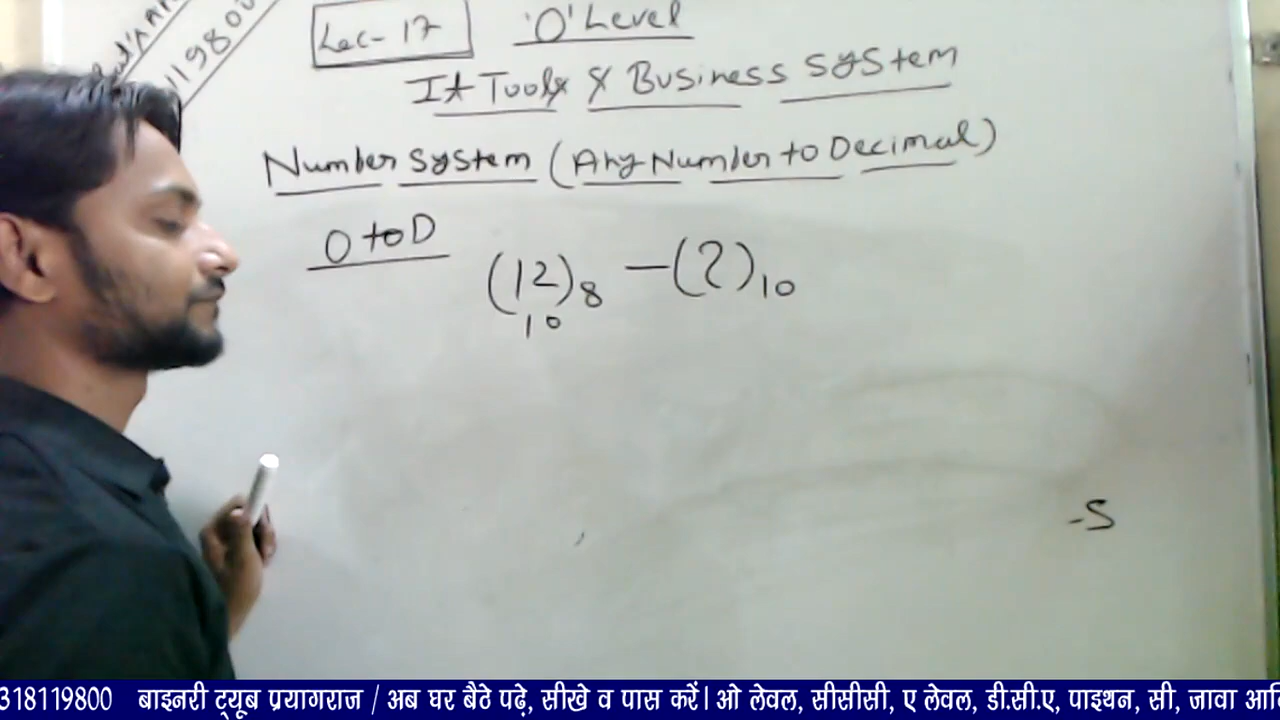 Lec-17
'O' Level
It Tools & Business System
Number System (Any Number to Decimal)
O to D
(12)8 — (?)10
10
-S
318119800 बाइनरी ट्यूब प्रयागराज / अब घर बैठे पढ़े, सीखे व पास करें। ओ लेवल, सीसीसी, ए लेवल, डी.सी.ए, पाइथन, सी, जावा आदि